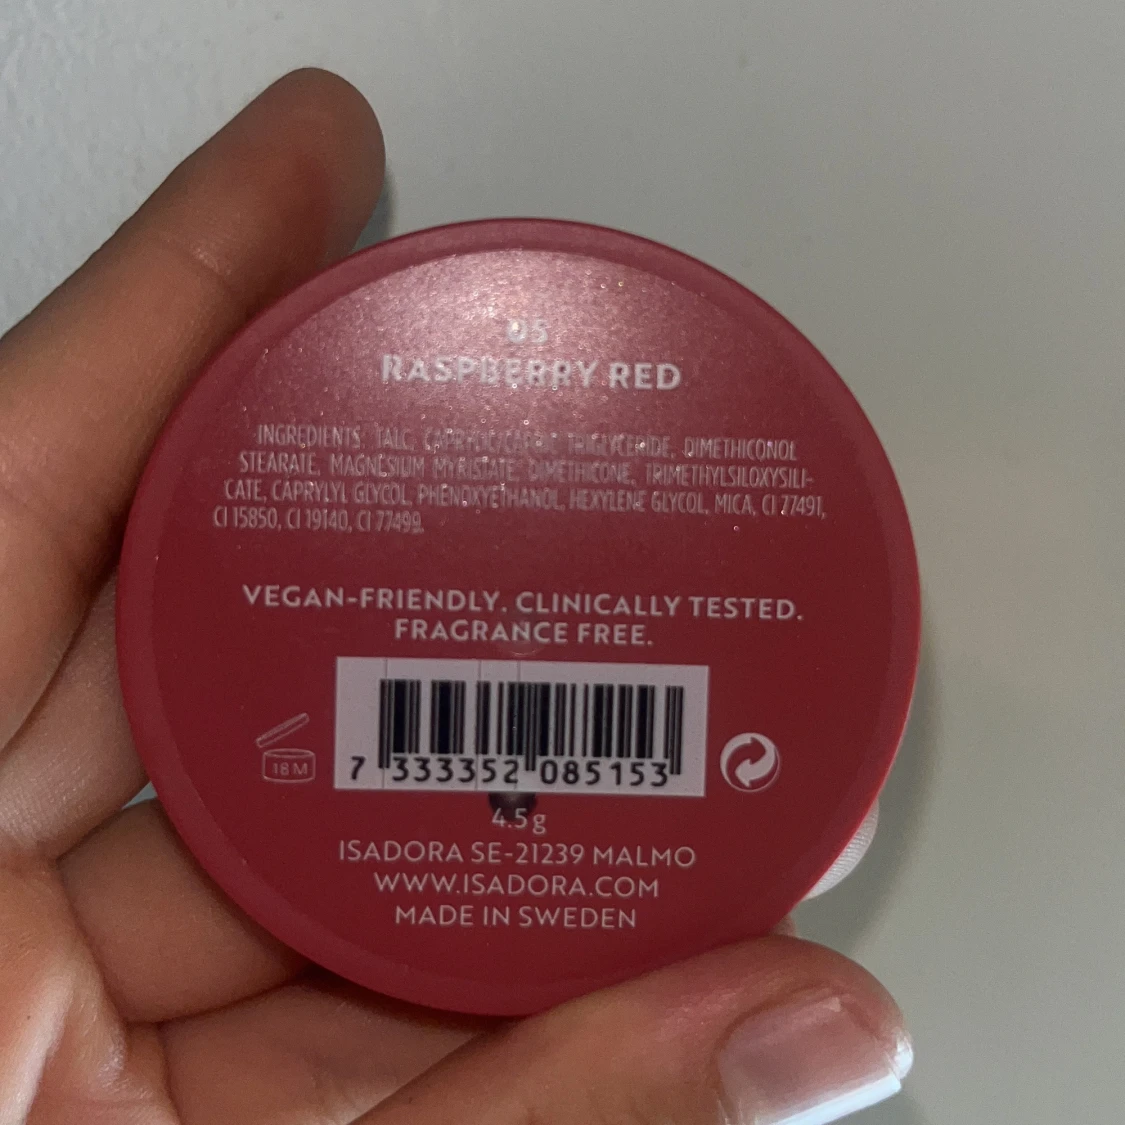 05
RASPBERRY RED
INGREDIENTS: TALC, CAPRYLIC/CAPRIC TRIGLYCERIDE, DIMETHICONOL
STEARATE, MAGNESIUM MYRISTATE, DIMETHICONE, TRIMETHYLSILOXYSILI-
CATE, CAPRYLYL GLYCOL, PHENOXYETHANOL, HEXYLENE GLYCOL, MICA, CI 77491,
CI 15850, CI 19140, CI 77499.
VEGAN-FRIENDLY. CLINICALLY TESTED.
FRAGRANCE FREE.
18M
7 333352 085153
4.5g
ISADORA SE-21239 MALMO
WWW.ISADORA.COM
MADE IN SWEDEN